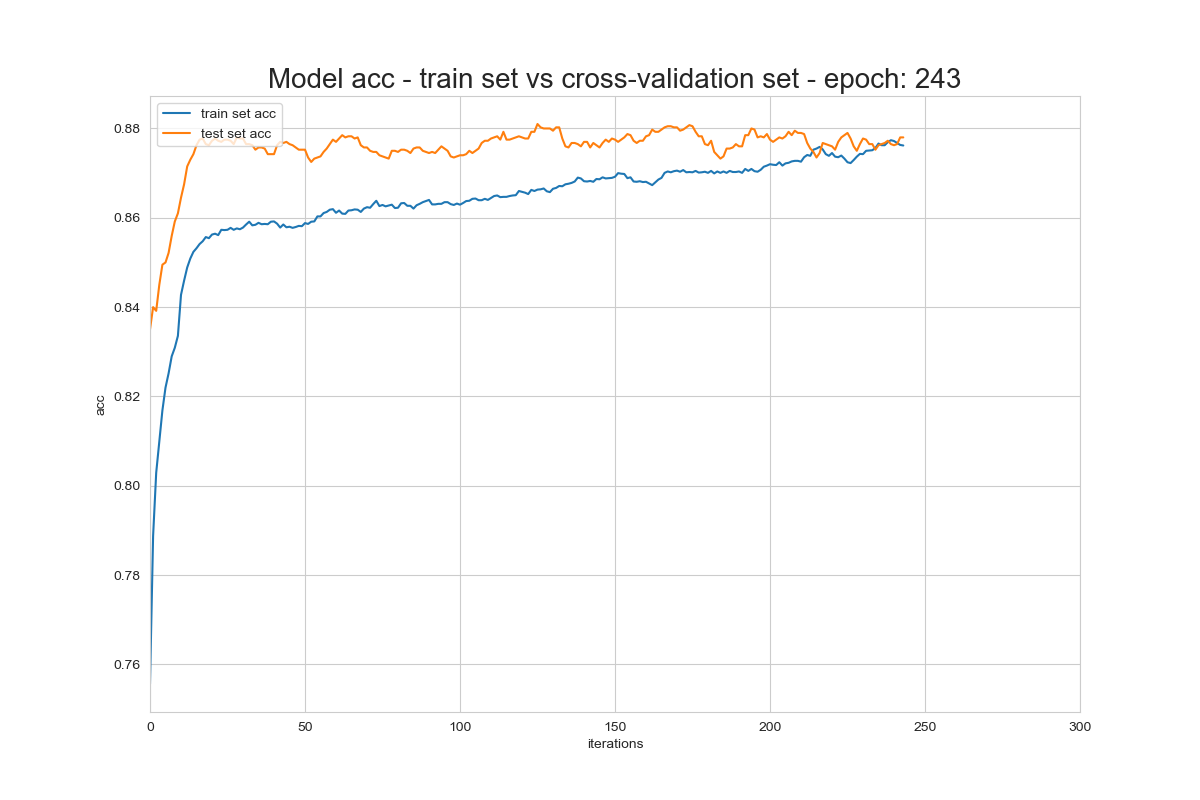 Model acc - train set vs cross-validation set - epoch: 243
train set acc
test set acc
0.88
0.86
0.84
0.82
0.80
0.78
0.76
acc
0 50 100 150 200 250 300
iterations